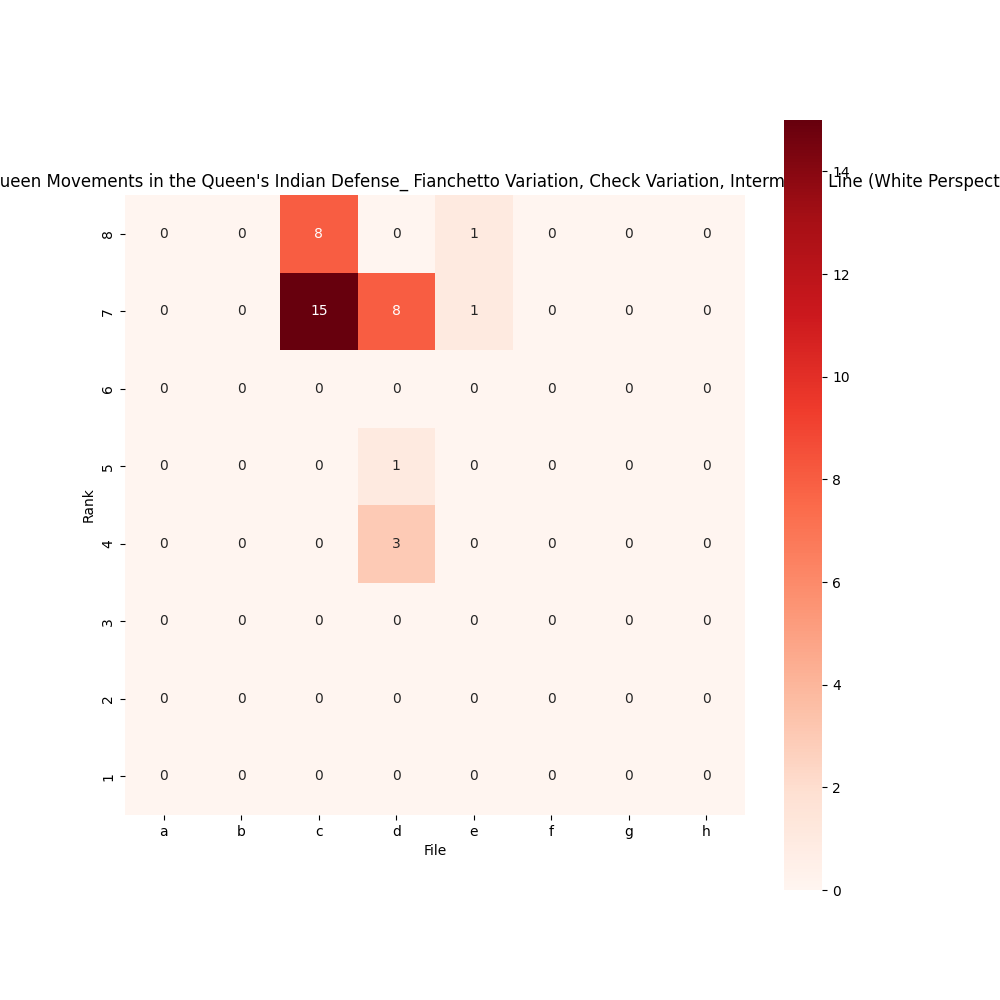 ueen Movements in the Queen's Indian Defense_ Fianchetto Variation, Check Variation, Interm Line (White Perspect
14
8 0 0 8 0 1 0 0 0
12
7 0 0 15 8 1 0 0 0
10
6 0 0 0 0 0 0 0 0
5 0 0 0 1 0 0 0 0
8
Rank
4 0 0 0 3 0 0 0 0
6
3 0 0 0 0 0 0 0 0
4
2 0 0 0 0 0 0 0 0
1 0 0 0 0 0 0 0 0
2
a b c d e f g h
File
0